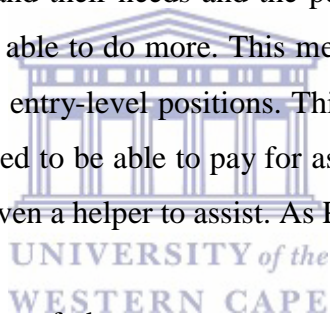 and their needs and the po
able to do more. This me
entry-level positions. Thi
ed to be able to pay for as
ven a helper to assist. As
UNIVERSITY of the
WESTERN CAPE